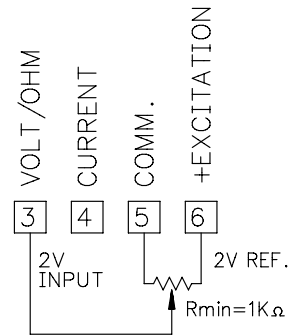 VOLT/OHM
CURRENT
COMM.
+EXCITATION
3 4 5 6
2V
INPUT
2V REF.
Rmin=1KΩ